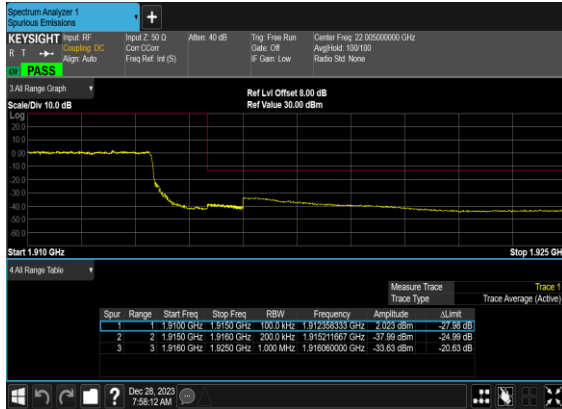 Spectrum Analyzer 1
Spurious Emissions
+
KEYSIGHT Input: RF Input Z: 50 Ω Atten: 40 dB Trig: Free Run Center Freq: 22.005000000 GHz
R T Coupling: DC Corr CCorr Gate: Off Avg|Hold: 100/100
Align: Auto Freq Ref: Int (S) IF Gain: Low Radio Std: None
PASS
3 All Range Graph
Ref Lvl Offset 8.00 dB
Scale/Div 10.0 dB Ref Value 30.00 dBm
Log
20.0
10.0
0.00
-10.0
-20.0
-30.0
-40.0
-50.0
-60.0
Start 1.910 GHz Stop 1.925 GH
4 All Range Table
Measure Trace Trace 1
Trace Type Trace Average (Active)
Spur Range Start Freq Stop Freq RBW Frequency Amplitude ΔLimit
1 1 1.9100 GHz 1.9150 GHz 100.0 kHz 1.912358333 GHz 2.023 dBm -27.98 dB
2 2 1.9150 GHz 1.9160 GHz 200.0 kHz 1.915211667 GHz -37.99 dBm -24.99 dB
3 3 1.9160 GHz 1.9250 GHz 1.000 MHz 1.916060000 GHz -33.63 dBm -20.63 dB
? Dec 28, 2023
7:58:12 AM